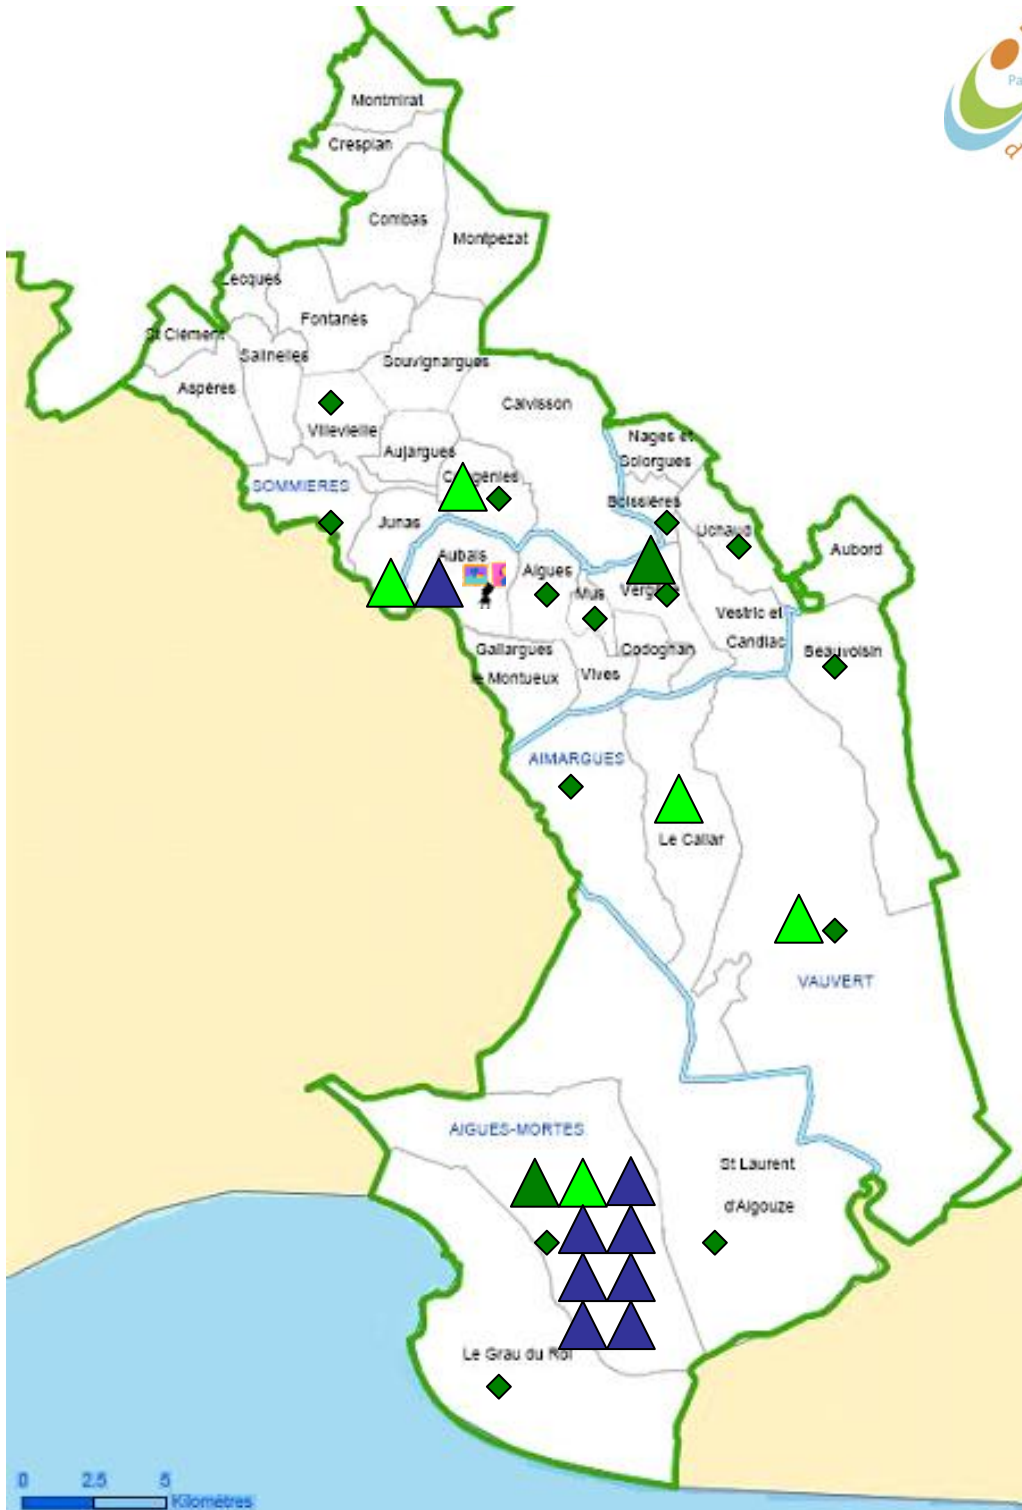 Pa
d
Montmirat
Crespian
Combas
Montpezat
Lecques
Fontanès
St Clément
Salinelles
Souvignargues
Aspères
Calvisson
Villevieille
Nages et
Solorgues
Aujargues
SOMMIERES
Boissières
Junas
Uchaud
Aubais
Aigues
Aubord
Mus
Vestric et
Candiac
Gallargues
le Montueux
Codognan
Beauvoisin
Vives
AIMARGUES
Le Cailar
VAUVERT
AIGUES-MORTES
St Laurent
d'Aigouze
Le Grau du Roi
0 2.5 5
Kilomètres